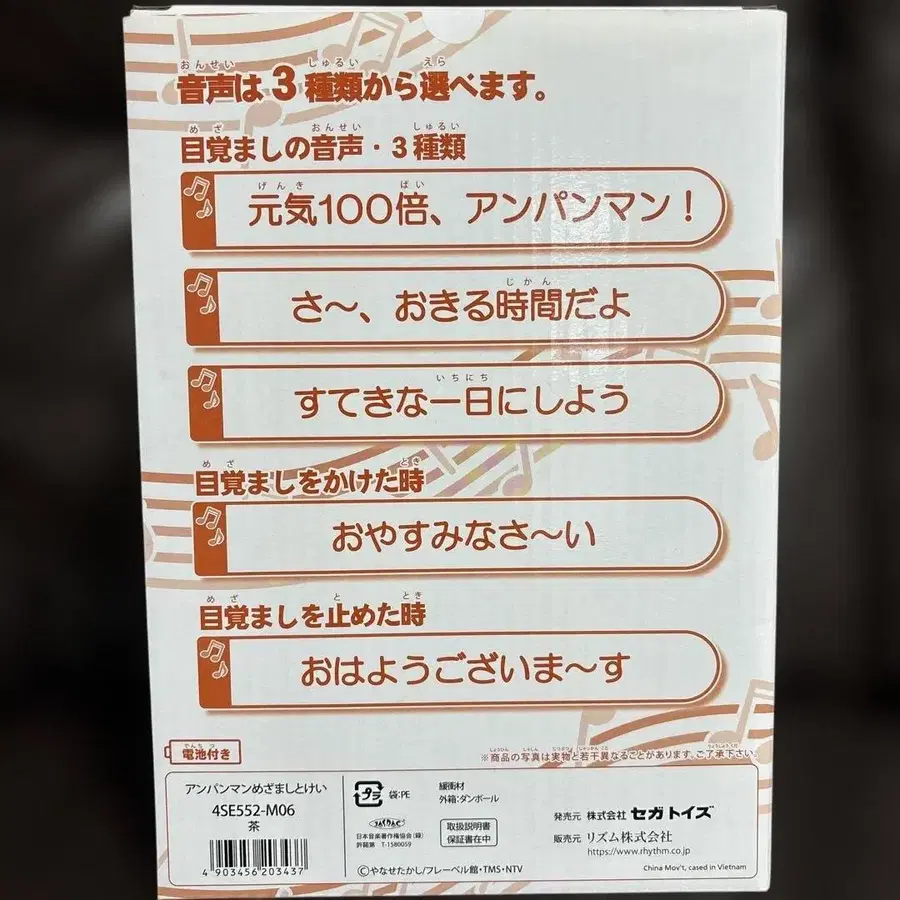 音声は3種類から選べます。
目覚ましの音声・3種類
元気100倍、アンパンマン!
さ〜、おきる時間だよ
すてきな一日にしよう
目覚ましをかけた時
おやすみなさ〜い
目覚ましを止めた時
おはようございま〜す
電池付き
※商品の写真は実物と若干異なることがあります。ご了承下さい。
アンパンマンめざましとけい
4SE552-M06
茶
4 903456 203437
プラ
袋:PE
緩衝材
外箱:ダンボール
JASRAC
日本音楽著作権協会(録)
許諾第 T-1580059
取扱説明書
保証書在中
©やなせたかし/フレーベル館・TMS・NTV
発売元 株式会社 セガトイズ
販売元 リズム株式会社
https://www.rhythm.co.jp
China Mov't, cased in Vietnam